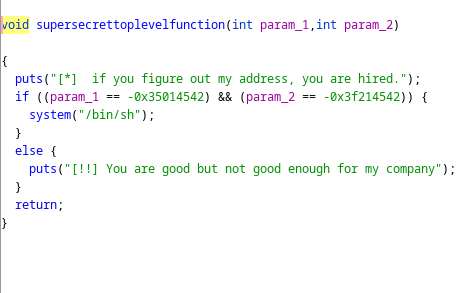 void supersecrettoplevelfunction(int param_1,int param_2)
{
puts("[*]  if you figure out my address, you are hired.");
if ((param_1 == -0x35014542) && (param_2 == -0x3f214542)) {
system("/bin/sh");
}
else {
puts("[!!] You are good but not good enough for my company");
}
return;
}